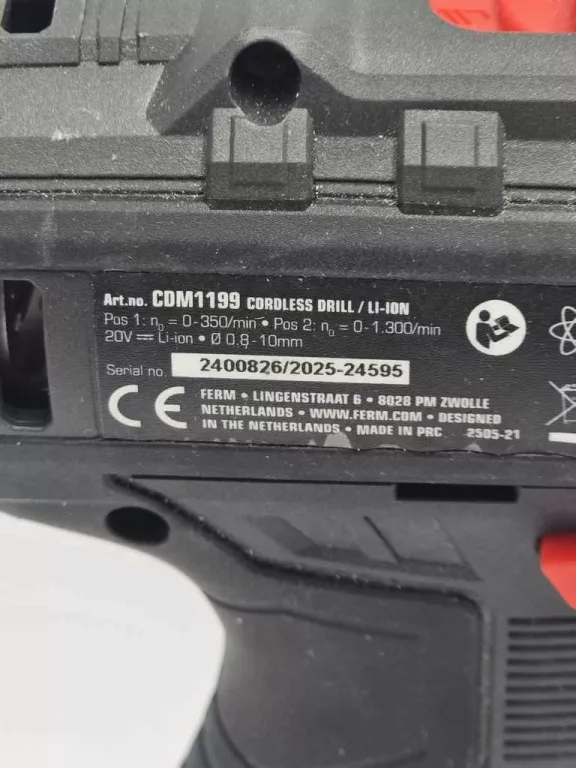 Art.no. CDM1199 CORDLESS DRILL / LI-ION
Pos 1: n₀ = 0-350/min • Pos 2: n₀ = 0-1.300/min
20V ⎓ Li-ion • Ø 0,8-10mm
Serial no. 2400826/2025-24595
CE FERM • LINGENSTRAAT 6 • 8028 PM ZWOLLE
NETHERLANDS • WWW.FERM.COM • DESIGNED
IN THE NETHERLANDS • MADE IN PRC 2505-21